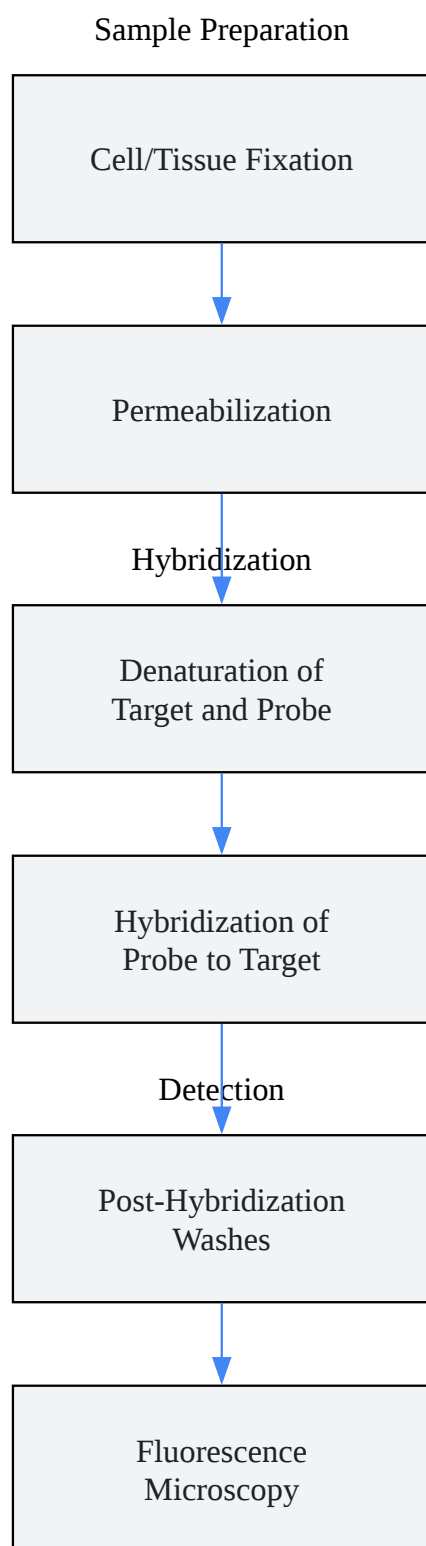 Sample Preparation
Cell/Tissue Fixation
Permeabilization
Hybridization
Denaturation of
Target and Probe
Hybridization of
Probe to Target
Detection
Post-Hybridization
Washes
Fluorescence
Microscopy